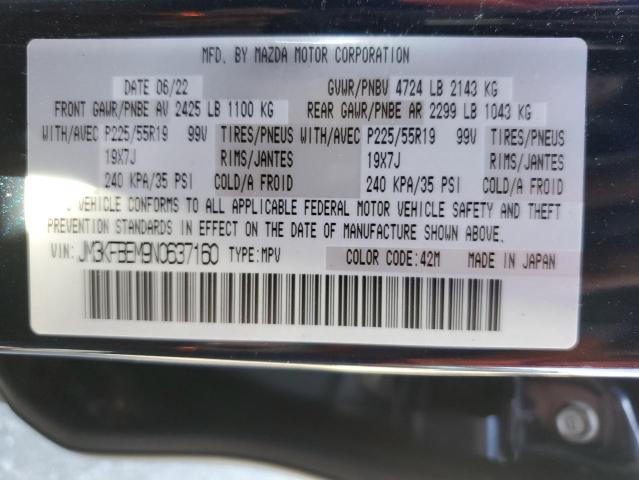 MFD. BY MAZDA MOTOR CORPORATION
DATE 06/22 GVWR/PNBV 4724 LB 2143 KG
FRONT GAWR/PNBE AV 2425 LB 1100 KG REAR GAWR/PNBE AR 2299 LB 1043 KG
WITH/AVEC P225/55R19 99V TIRES/PNEUS WITH/AVEC P225/55R19 99V TIRES/PNEUS
19X7J RIMS/JANTES 19X7J RIMS/JANTES
240 KPA/35 PSI COLD/A FROID 240 KPA/35 PSI COLD/A FROID
VEHICLE CONFORMS TO ALL APPLICABLE FEDERAL MOTOR VEHICLE SAFETY AND THEFT
PREVENTION STANDARDS IN EFFECT ON THE DATE OF MANUFACTURE SHOWN ABOVE.
VIN: JM3KFBEM9N0637160 TYPE:MPV COLOR CODE:42M MADE IN JAPAN